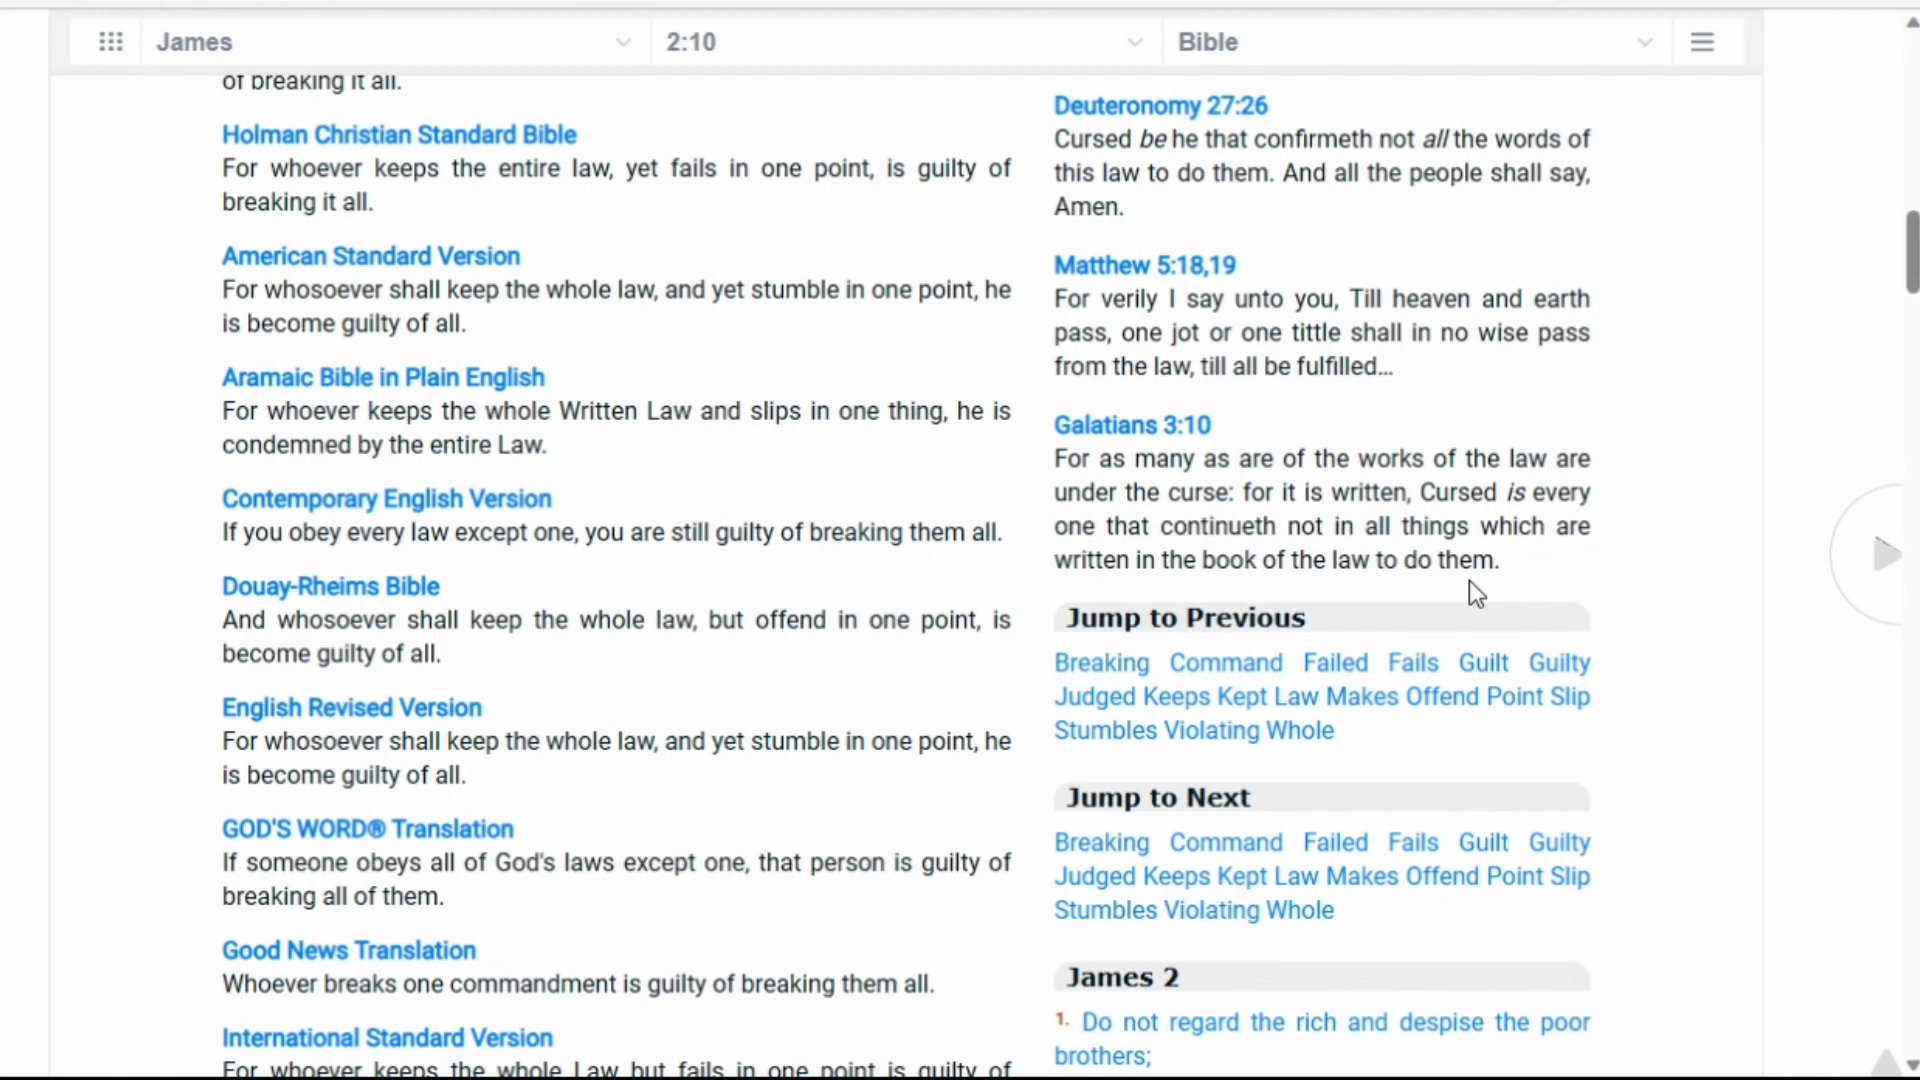 James
2:10
Bible
of breaking it all.
Holman Christian Standard Bible
For whoever keeps the entire law, yet fails in one point, is guilty of
breaking it all.
American Standard Version
For whosoever shall keep the whole law, and yet stumble in one point, he
is become guilty of all.
Aramaic Bible in Plain English
For whoever keeps the whole Written Law and slips in one thing, he is
condemned by the entire Law.
Contemporary English Version
If you obey every law except one, you are still guilty of breaking them all.
Douay-Rheims Bible
And whosoever shall keep the whole law, but offend in one point, is
become guilty of all.
English Revised Version
For whosoever shall keep the whole law, and yet stumble in one point, he
is become guilty of all.
GOD'S WORD® Translation
If someone obeys all of God's laws except one, that person is guilty of
breaking all of them.
Good News Translation
Whoever breaks one commandment is guilty of breaking them all.
International Standard Version
For whoever keeps the whole Law but fails in one point is guilty of
Deuteronomy 27:26
Cursed be he that confirmeth not all the words of
this law to do them. And all the people shall say,
Amen.
Matthew 5:18,19
For verily I say unto you, Till heaven and earth
pass, one jot or one tittle shall in no wise pass
from the law, till all be fulfilled...
Galatians 3:10
For as many as are of the works of the law are
under the curse: for it is written, Cursed is every
one that continueth not in all things which are
written in the book of the law to do them.
Jump to Previous
Breaking Command Failed Fails Guilt Guilty
Judged Keeps Kept Law Makes Offend Point Slip
Stumbles Violating Whole
Jump to Next
Breaking Command Failed Fails Guilt Guilty
Judged Keeps Kept Law Makes Offend Point Slip
Stumbles Violating Whole
James 2
1. Do not regard the rich and despise the poor
brothers;